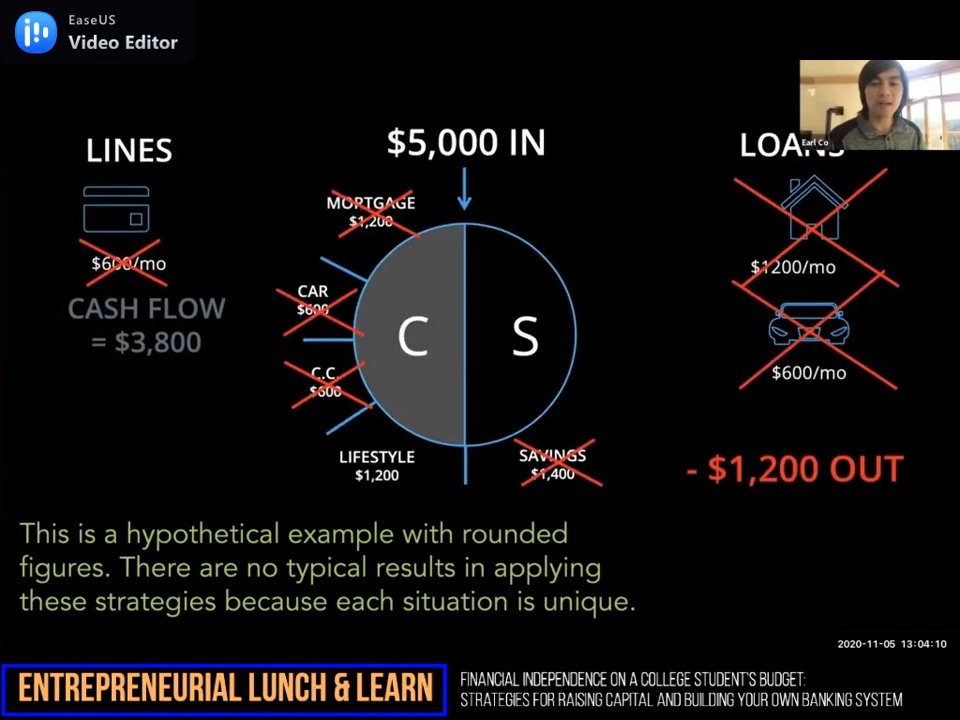 EaseUS
Video Editor
Earl Co
LINES
$5,000 IN
LOANS
MORTGAGE
$1,200
$600/mo
$1200/mo
CASH FLOW
= $3,800
CAR
$600
C
S
C.C.
$600
$600/mo
LIFESTYLE
$1,200
SAVINGS
$1,400
- $1,200 OUT
This is a hypothetical example with rounded
figures. There are no typical results in applying
these strategies because each situation is unique.
2020-11-05 13:04:10
ENTREPRENEURIAL LUNCH & LEARN
FINANCIAL INDEPENDENCE ON A COLLEGE STUDENT'S BUDGET:
STRATEGIES FOR RAISING CAPITAL AND BUILDING YOUR OWN BANKING SYSTEM